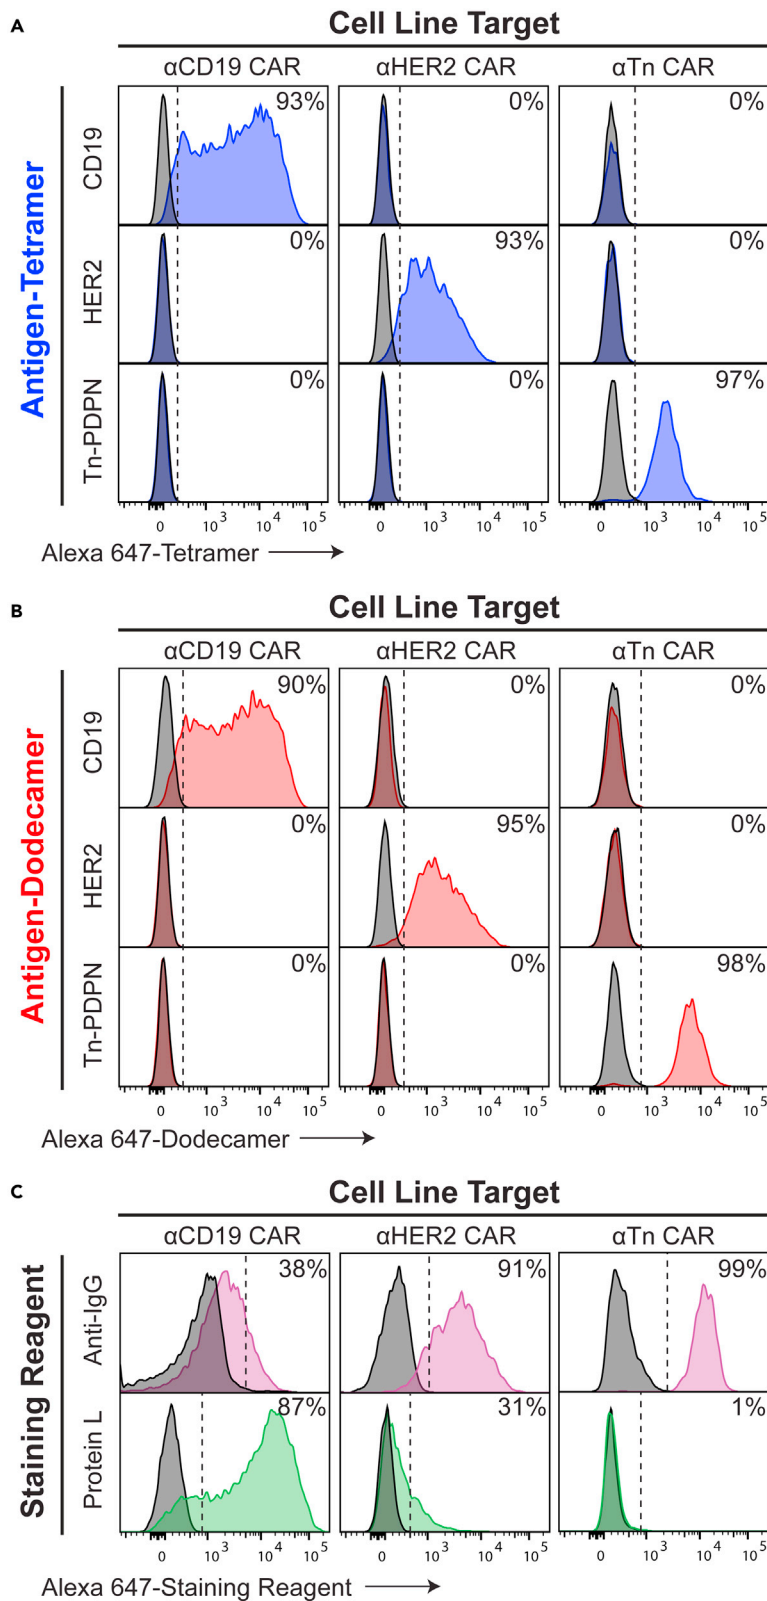 A
Cell Line Target
αCD19 CAR αHER2 CAR αTn CAR
Antigen-Tetramer
CD19
93% 0% 0%
HER2
0% 93% 0%
Tn-PDPN
0% 0% 97%
0 10³ 10⁴ 10⁵ 0 10³ 10⁴ 10⁵ 0 10³ 10⁴ 10⁵
Alexa 647-Tetramer
B
Cell Line Target
αCD19 CAR αHER2 CAR αTn CAR
Antigen-Dodecamer
CD19
90% 0% 0%
HER2
0% 95% 0%
Tn-PDPN
0% 0% 98%
0 10³ 10⁴ 10⁵ 0 10³ 10⁴ 10⁵ 0 10³ 10⁴ 10⁵
Alexa 647-Dodecamer
C
Cell Line Target
αCD19 CAR αHER2 CAR αTn CAR
Staining Reagent
Anti-IgG
38% 91% 99%
Protein L
87% 31% 1%
0 10³ 10⁴ 10⁵ 0 10³ 10⁴ 10⁵ 0 10³ 10⁴ 10⁵
Alexa 647-Staining Reagent